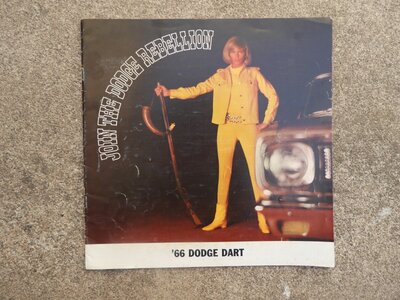 JOIN THE DODGE REBELLION
'66 DODGE DART